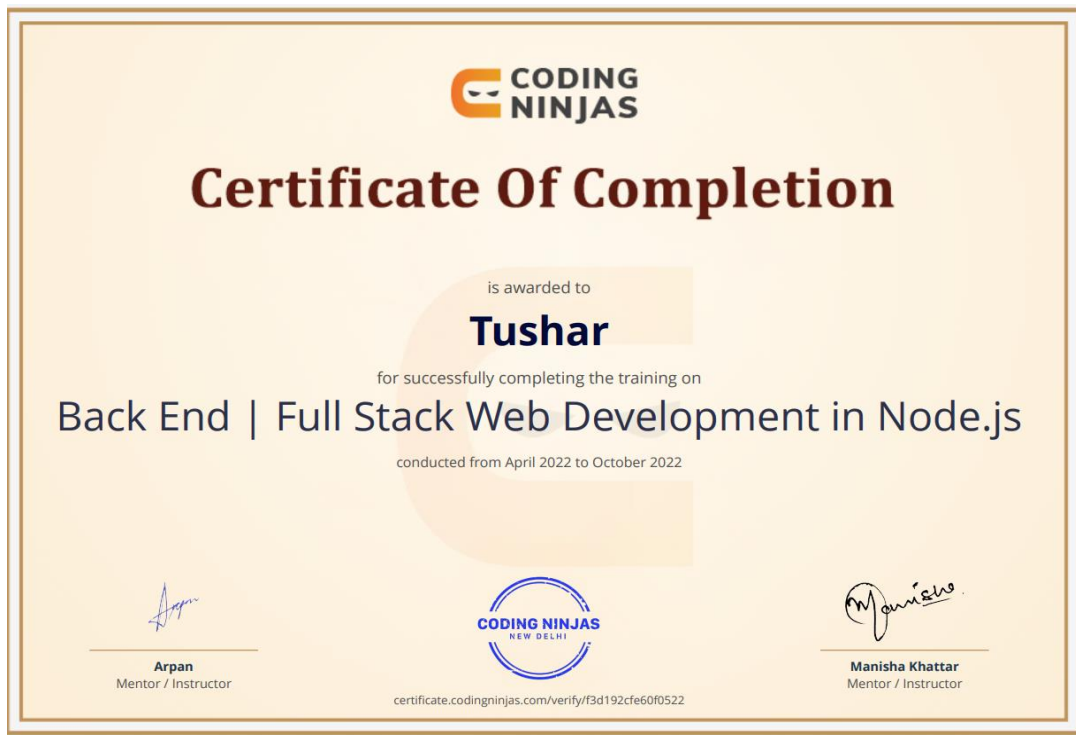 CODING
NINJAS
Certificate Of Completion
is awarded to
Tushar
for successfully completing the training on
Back End | Full Stack Web Development in Node.js
conducted from April 2022 to October 2022
Arpan
Manisha
CODING NINJAS
NEW DELHI
Arpan
Mentor / Instructor
Manisha Khattar
Mentor / Instructor
certificate.codingninjas.com/verify/f3d192cfe60f0522